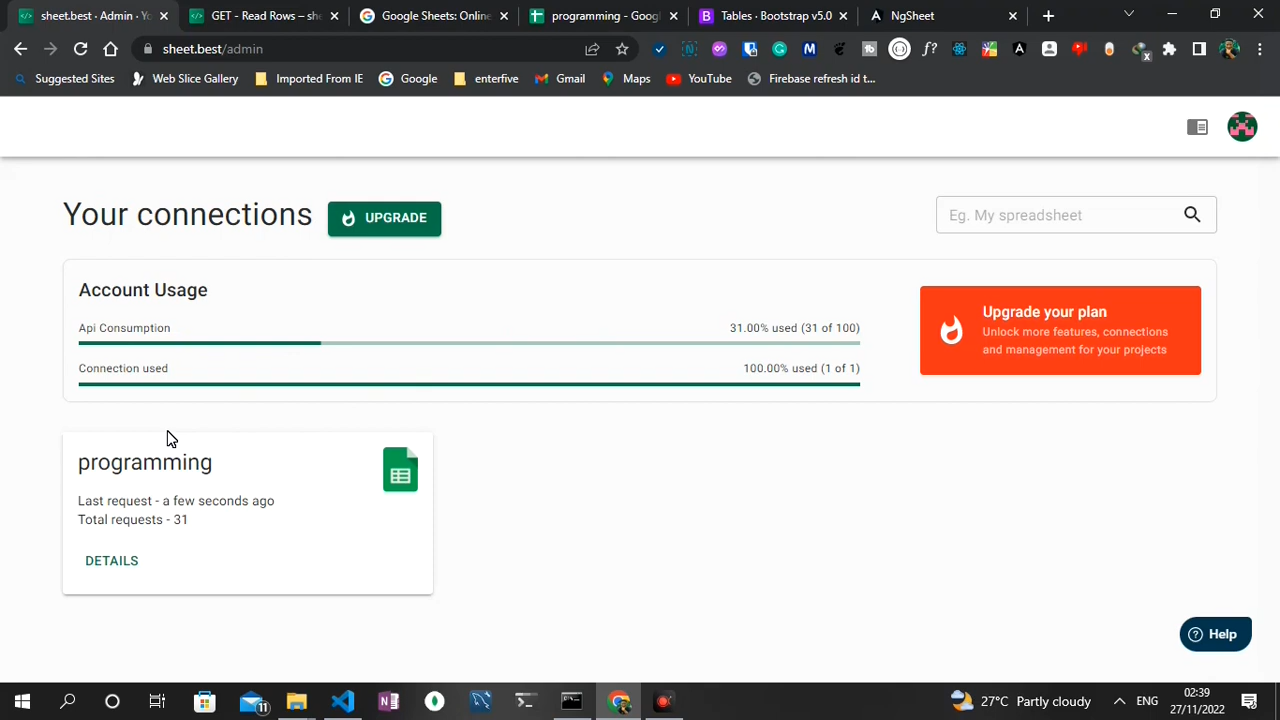 sheet.best - Admin - Yo
GET - Read Rows – she
Google Sheets Online
programming - Googl
Tables · Bootstrap v5.0
NgSheet
sheet.best/admin
Suggested Sites
Web Slice Gallery
Imported From IE
Google
enterfive
Gmail
Maps
YouTube
Firebase refresh id t...
Your connections
UPGRADE
Eg. My spreadsheet
Account Usage
Api Consumption
31.00% used (31 of 100)
Connection used
100.00% used (1 of 1)
Upgrade your plan
Unlock more features, connections
and management for your projects
programming
Last request - a few seconds ago
Total requests - 31
DETAILS
Help
11
27°C Partly cloudy
ENG
02:39
27/11/2022